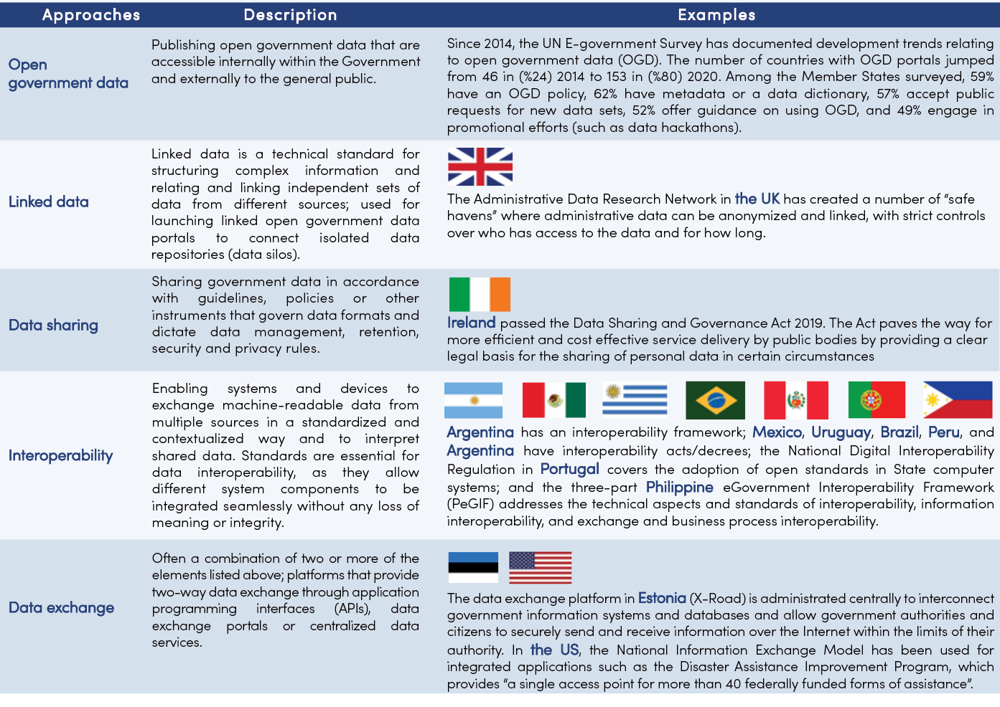 Approaches Description Examples
Open
government data
Publishing open government data that are
accessible internally within the Government
and externally to the general public.
Since 2014, the UN E-government Survey has documented development trends relating
to open government data (OGD). The number of countries with OGD portals jumped
from 46 in (%24) 2014 to 153 in (%80) 2020. Among the Member States surveyed, 59%
have an OGD policy, 62% have metadata or a data dictionary, 57% accept public
requests for new data sets, 52% offer guidance on using OGD, and 49% engage in
promotional efforts (such as data hackathons).
Linked data
Linked data is a technical standard for
structuring complex information and
relating and linking independent sets of
data from different sources; used for
launching linked open government data
portals to connect isolated data
repositories (data silos).
The Administrative Data Research Network in the UK has created a number of “safe
havens” where administrative data can be anonymized and linked, with strict controls
over who has access to the data and for how long.
Data sharing
Sharing government data in accordance
with guidelines, policies or other
instruments that govern data formats and
dictate data management, retention,
security and privacy rules.
Ireland passed the Data Sharing and Governance Act 2019. The Act paves the way for
more efficient and cost effective service delivery by public bodies by providing a clear
legal basis for the sharing of personal data in certain circumstances
Interoperability
Enabling systems and devices to
exchange machine-readable data from
multiple sources in a standardized and
contextualized way and to interpret
shared data. Standards are essential for
data interoperability, as they allow
different system components to be
integrated seamlessly without any loss of
meaning or integrity.
Argentina has an interoperability framework; Mexico, Uruguay, Brazil, Peru, and
Argentina have interoperability acts/decrees; the National Digital Interoperability
Regulation in Portugal covers the adoption of open standards in State computer
systems; and the three-part Philippine eGovernment Interoperability Framework
(PeGIF) addresses the technical aspects and standards of interoperability, information
interoperability, and exchange and business process interoperability.
Data exchange
Often a combination of two or more of the
elements listed above; platforms that provide
two-way data exchange through application
programming interfaces (APIs), data
exchange portals or centralized data
services.
The data exchange platform in Estonia (X-Road) is administrated centrally to interconnect
government information systems and databases and allow government authorities and
citizens to securely send and receive information over the Internet within the limits of their
authority. In the US, the National Information Exchange Model has been used for
integrated applications such as the Disaster Assistance Improvement Program, which
provides “a single access point for more than 40 federally funded forms of assistance”.